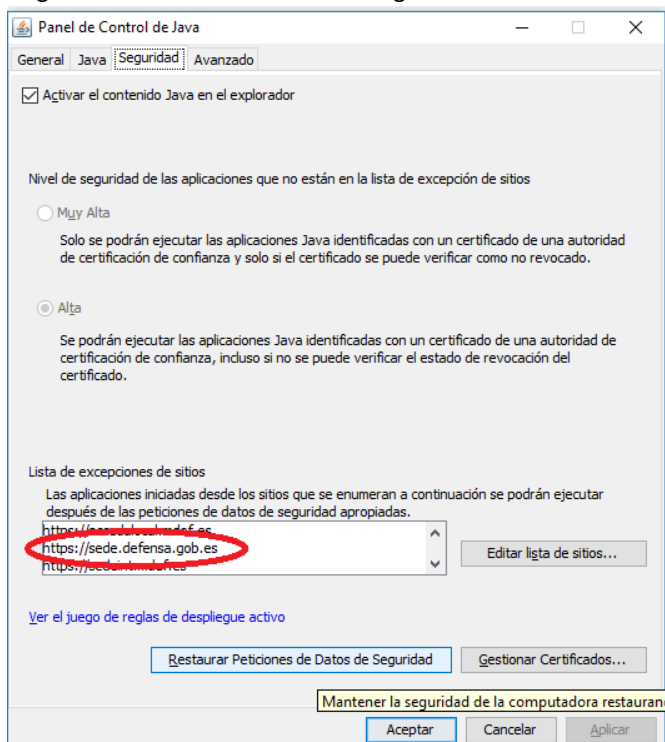 Panel de Control de Java
General Java Seguridad Avanzado
Activar el contenido Java en el explorador
Nivel de seguridad de las aplicaciones que no están en la lista de excepción de sitios
Muy Alta
Solo se podrán ejecutar las aplicaciones Java identificadas con un certificado de una autoridad
de certificación de confianza y solo si el certificado se puede verificar como no revocado.
Alta
Se podrán ejecutar las aplicaciones Java identificadas con un certificado de una autoridad de
certificación de confianza, incluso si no se puede verificar el estado de revocación del
certificado.
Lista de excepciones de sitios
Las aplicaciones iniciadas desde los sitios que se enumeran a continuación se podrán ejecutar
después de las peticiones de datos de seguridad apropiadas.
https://sede.defensa.gob.es
Editar lista de sitios...
Ver el juego de reglas de despliegue activo
Restaurar Peticiones de Datos de Seguridad Gestionar Certificados...
Mantener la seguridad de la computadora restauran
Aceptar Cancelar Aplicar